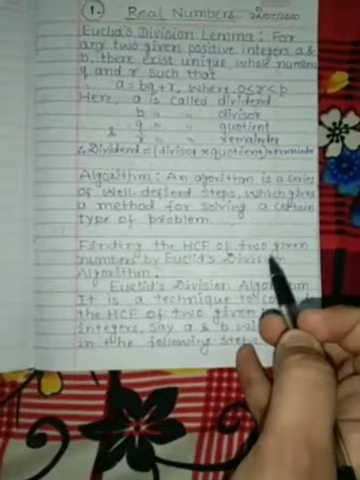 1. Real Numbers 24/07/2020
Euclid's Division Lemma: For
any two given positive integers a &
b, there exist unique whole numbers
q and r such that
a = bq+r, where 0≤r<b
Here, a is called dividend
b " " divisor
q " " quotient
& r " " remainder
∴ Dividend = (divisor x quotient) + remainder
Algorithm: An agorithm is a series
of well-defined steps, which gives
a method for solving a certain
type of problem.
Finding the HCF of two given
numbers by Euclid's Division
Algorithm:
Euclid's Division Algorithm
It is a technique to
the HCF of two given
integers, say a & b
in the following steps